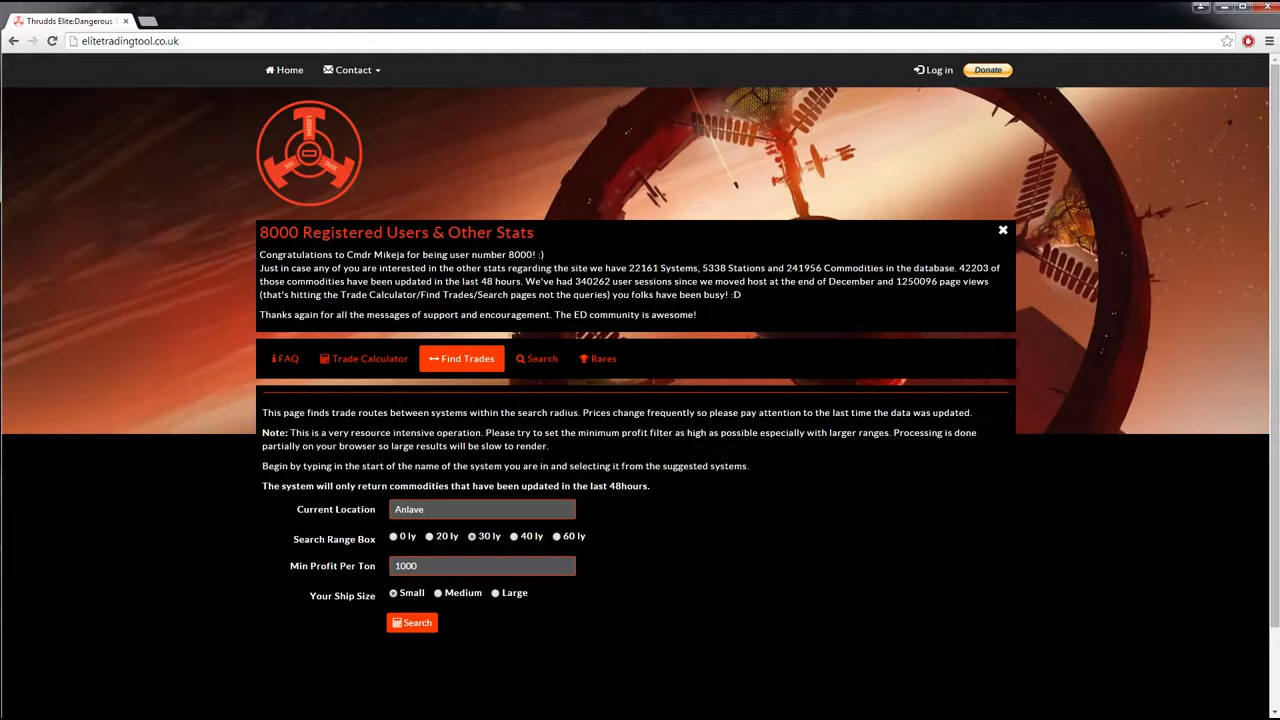 Thrudds Elite:Dangerous T
elitetradingtool.co.uk
Home Contact Log in Donate
8000 Registered Users & Other Stats
Congratulations to Cmdr Mikeja for being user number 8000! :)
Just in case any of you are interested in the other stats regarding the site we have 22161 Systems, 5338 Stations and 241956 Commodities in the database. 42203 of
those commodities have been updated in the last 48 hours. We've had 340262 user sessions since we moved host at the end of December and 1250096 page views
(that's hitting the Trade Calculator/Find Trades/Search pages not the queries) you folks have been busy! :D
Thanks again for all the messages of support and encouragement. The ED community is awesome!
FAQ Trade Calculator Find Trades Search Rares
This page finds trade routes between systems within the search radius. Prices change frequently so please pay attention to the last time the data was updated.
Note: This is a very resource intensive operation. Please try to set the minimum profit filter as high as possible especially with larger ranges. Processing is done
partially on your browser so large results will be slow to render.
Begin by typing in the start of the name of the system you are in and selecting it from the suggested systems.
The system will only return commodities that have been updated in the last 48hours.
Current Location Anlave
Search Range Box 0 ly 20 ly 30 ly 40 ly 60 ly
Min Profit Per Ton 1000
Your Ship Size Small Medium Large
Search